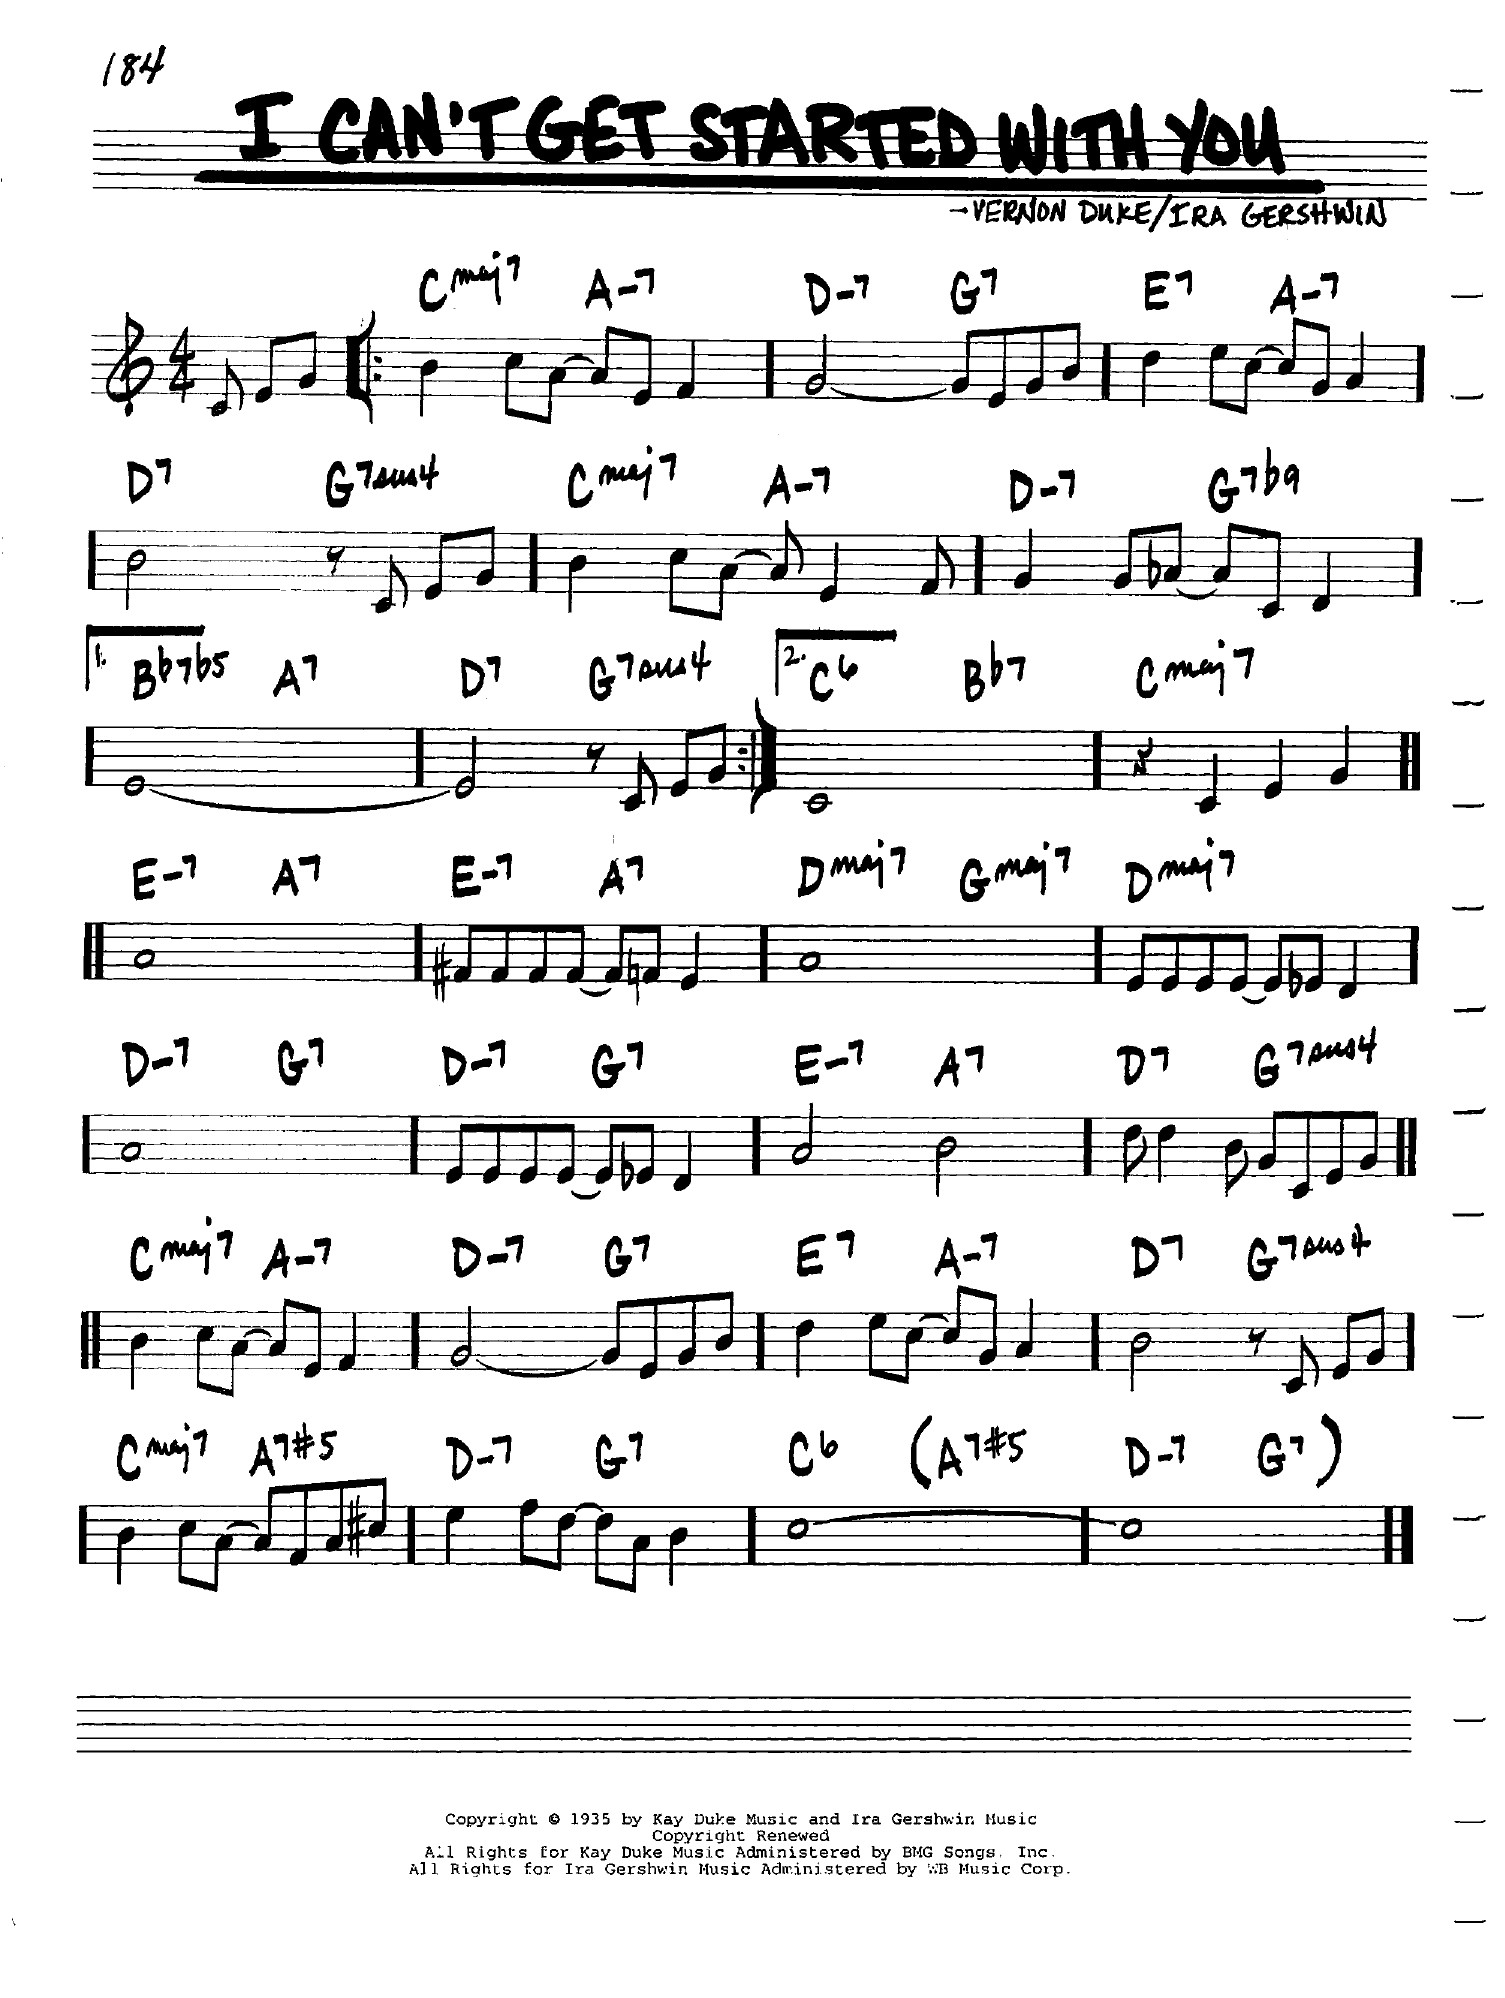 184
I CAN'T GET STARTED WITH YOU
- VERNON DUKE/IRA GERSHWIN
Cmaj7 A-7 D-7 G7 E7 A-7
4
4
D7 G7sus4 Cmaj7 A-7 D-7 G7b9
1. Bb7b5 A7 D7 G7sus4 2. C6 Bb7 Cmaj7
E-7 A7 E-7 A7 Dmaj7 Gmaj7 Dmaj7
D-7 G7 D-7 G7 E-7 A7 D7 G7sus4
Cmaj7 A-7 D-7 G7 E7 A-7 D7 G7sus4
Cmaj7 A7#5 D-7 G7 C6 (A7#5 D-7 G7)
Copyright © 1935 by Kay Duke Music and Ira Gershwin Music
Copyright Renewed
All Rights for Kay Duke Music Administered by BMG Songs, Inc.
All Rights for Ira Gershwin Music Administered by WB Music Corp.